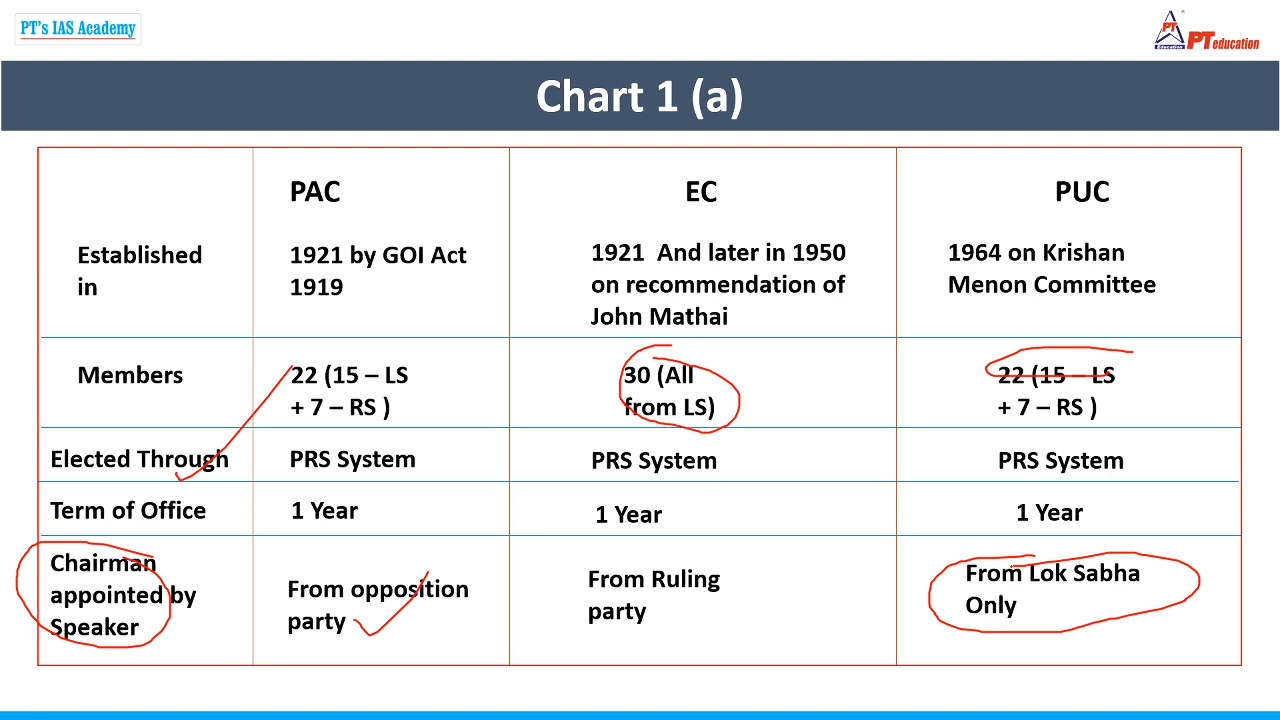 PT's IAS Academy
PT
Education
PT education
Chart 1 (a)
PAC
EC
PUC
Established
in
1921 by GOI Act
1919
1921 And later in 1950
on recommendation of
John Mathai
1964 on Krishan
Menon Committee
Members
22 (15 – LS
+ 7 – RS )
30 (All
from LS)
22 (15 – LS
+ 7 – RS )
Elected Through
PRS System
PRS System
PRS System
Term of Office
1 Year
1 Year
1 Year
Chairman
appointed by
Speaker
From opposition
party
From Ruling
party
From Lok Sabha
Only